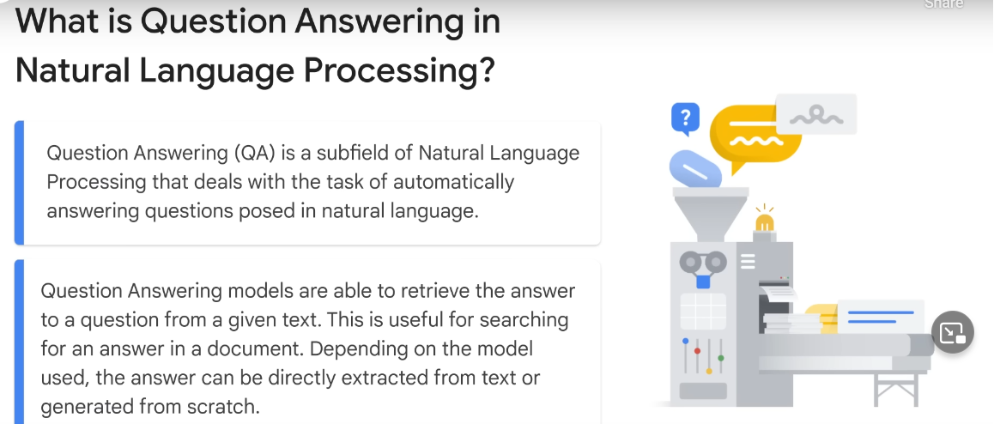 Share
What is Question Answering in
Natural Language Processing?
?
Question Answering (QA) is a subfield of Natural Language
Processing that deals with the task of automatically
answering questions posed in natural language.
Question Answering models are able to retrieve the answer
to a question from a given text. This is useful for searching
for an answer in a document. Depending on the model
used, the answer can be directly extracted from text or
generated from scratch.